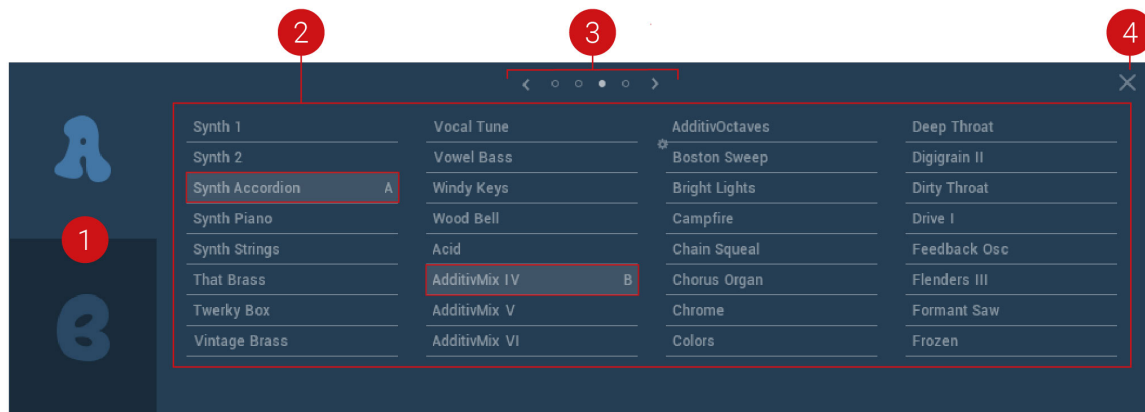 2
3
4
A
1
B
Synth 1
Synth 2
Synth Accordion A
Synth Piano
Synth Strings
That Brass
Twerky Box
Vintage Brass
Vocal Tune
Vowel Bass
Windy Keys
Wood Bell
Acid
AdditivMix IV B
AdditivMix V
AdditivMix VI
AdditivOctaves
Boston Sweep
Bright Lights
Campfire
Chain Squeal
Chorus Organ
Chrome
Colors
Deep Throat
Digigrain II
Dirty Throat
Drive I
Feedback Osc
Flenders III
Formant Saw
Frozen